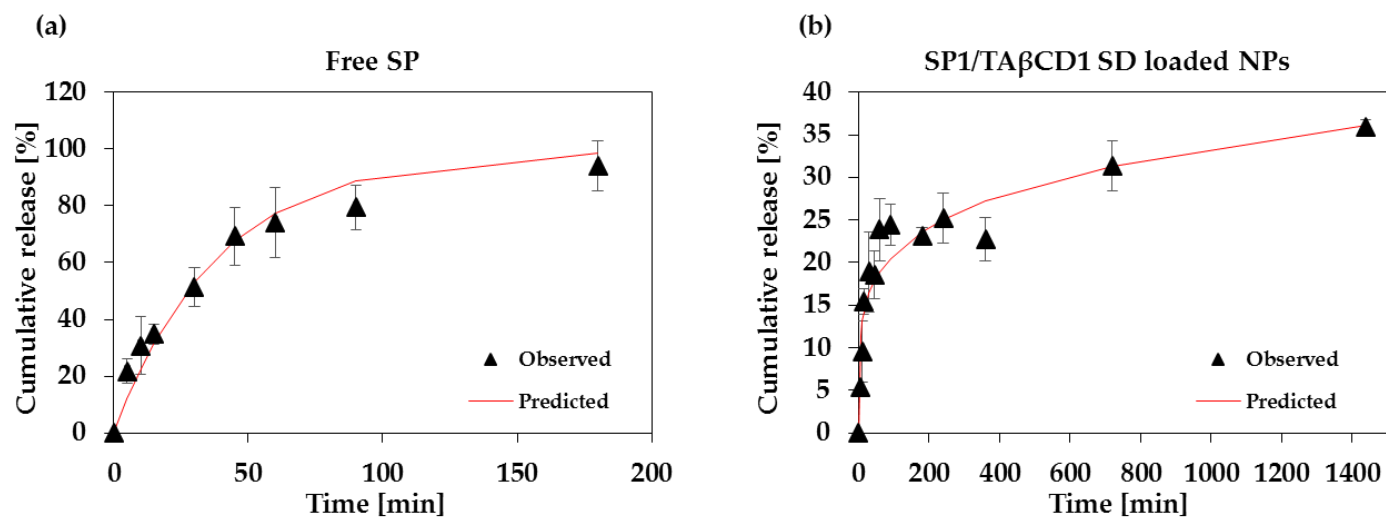 (a)
Free SP
120
100
80
60
40
20
0
Cumulative release [%]
0 50 100 150 200
Time [min]
Observed
Predicted
(b)
SP1/TAβCD1 SD loaded NPs
40
35
30
25
20
15
10
5
0
Cumulative release [%]
0 200 400 600 800 1000 1200 1400
Time [min]
Observed
Predicted